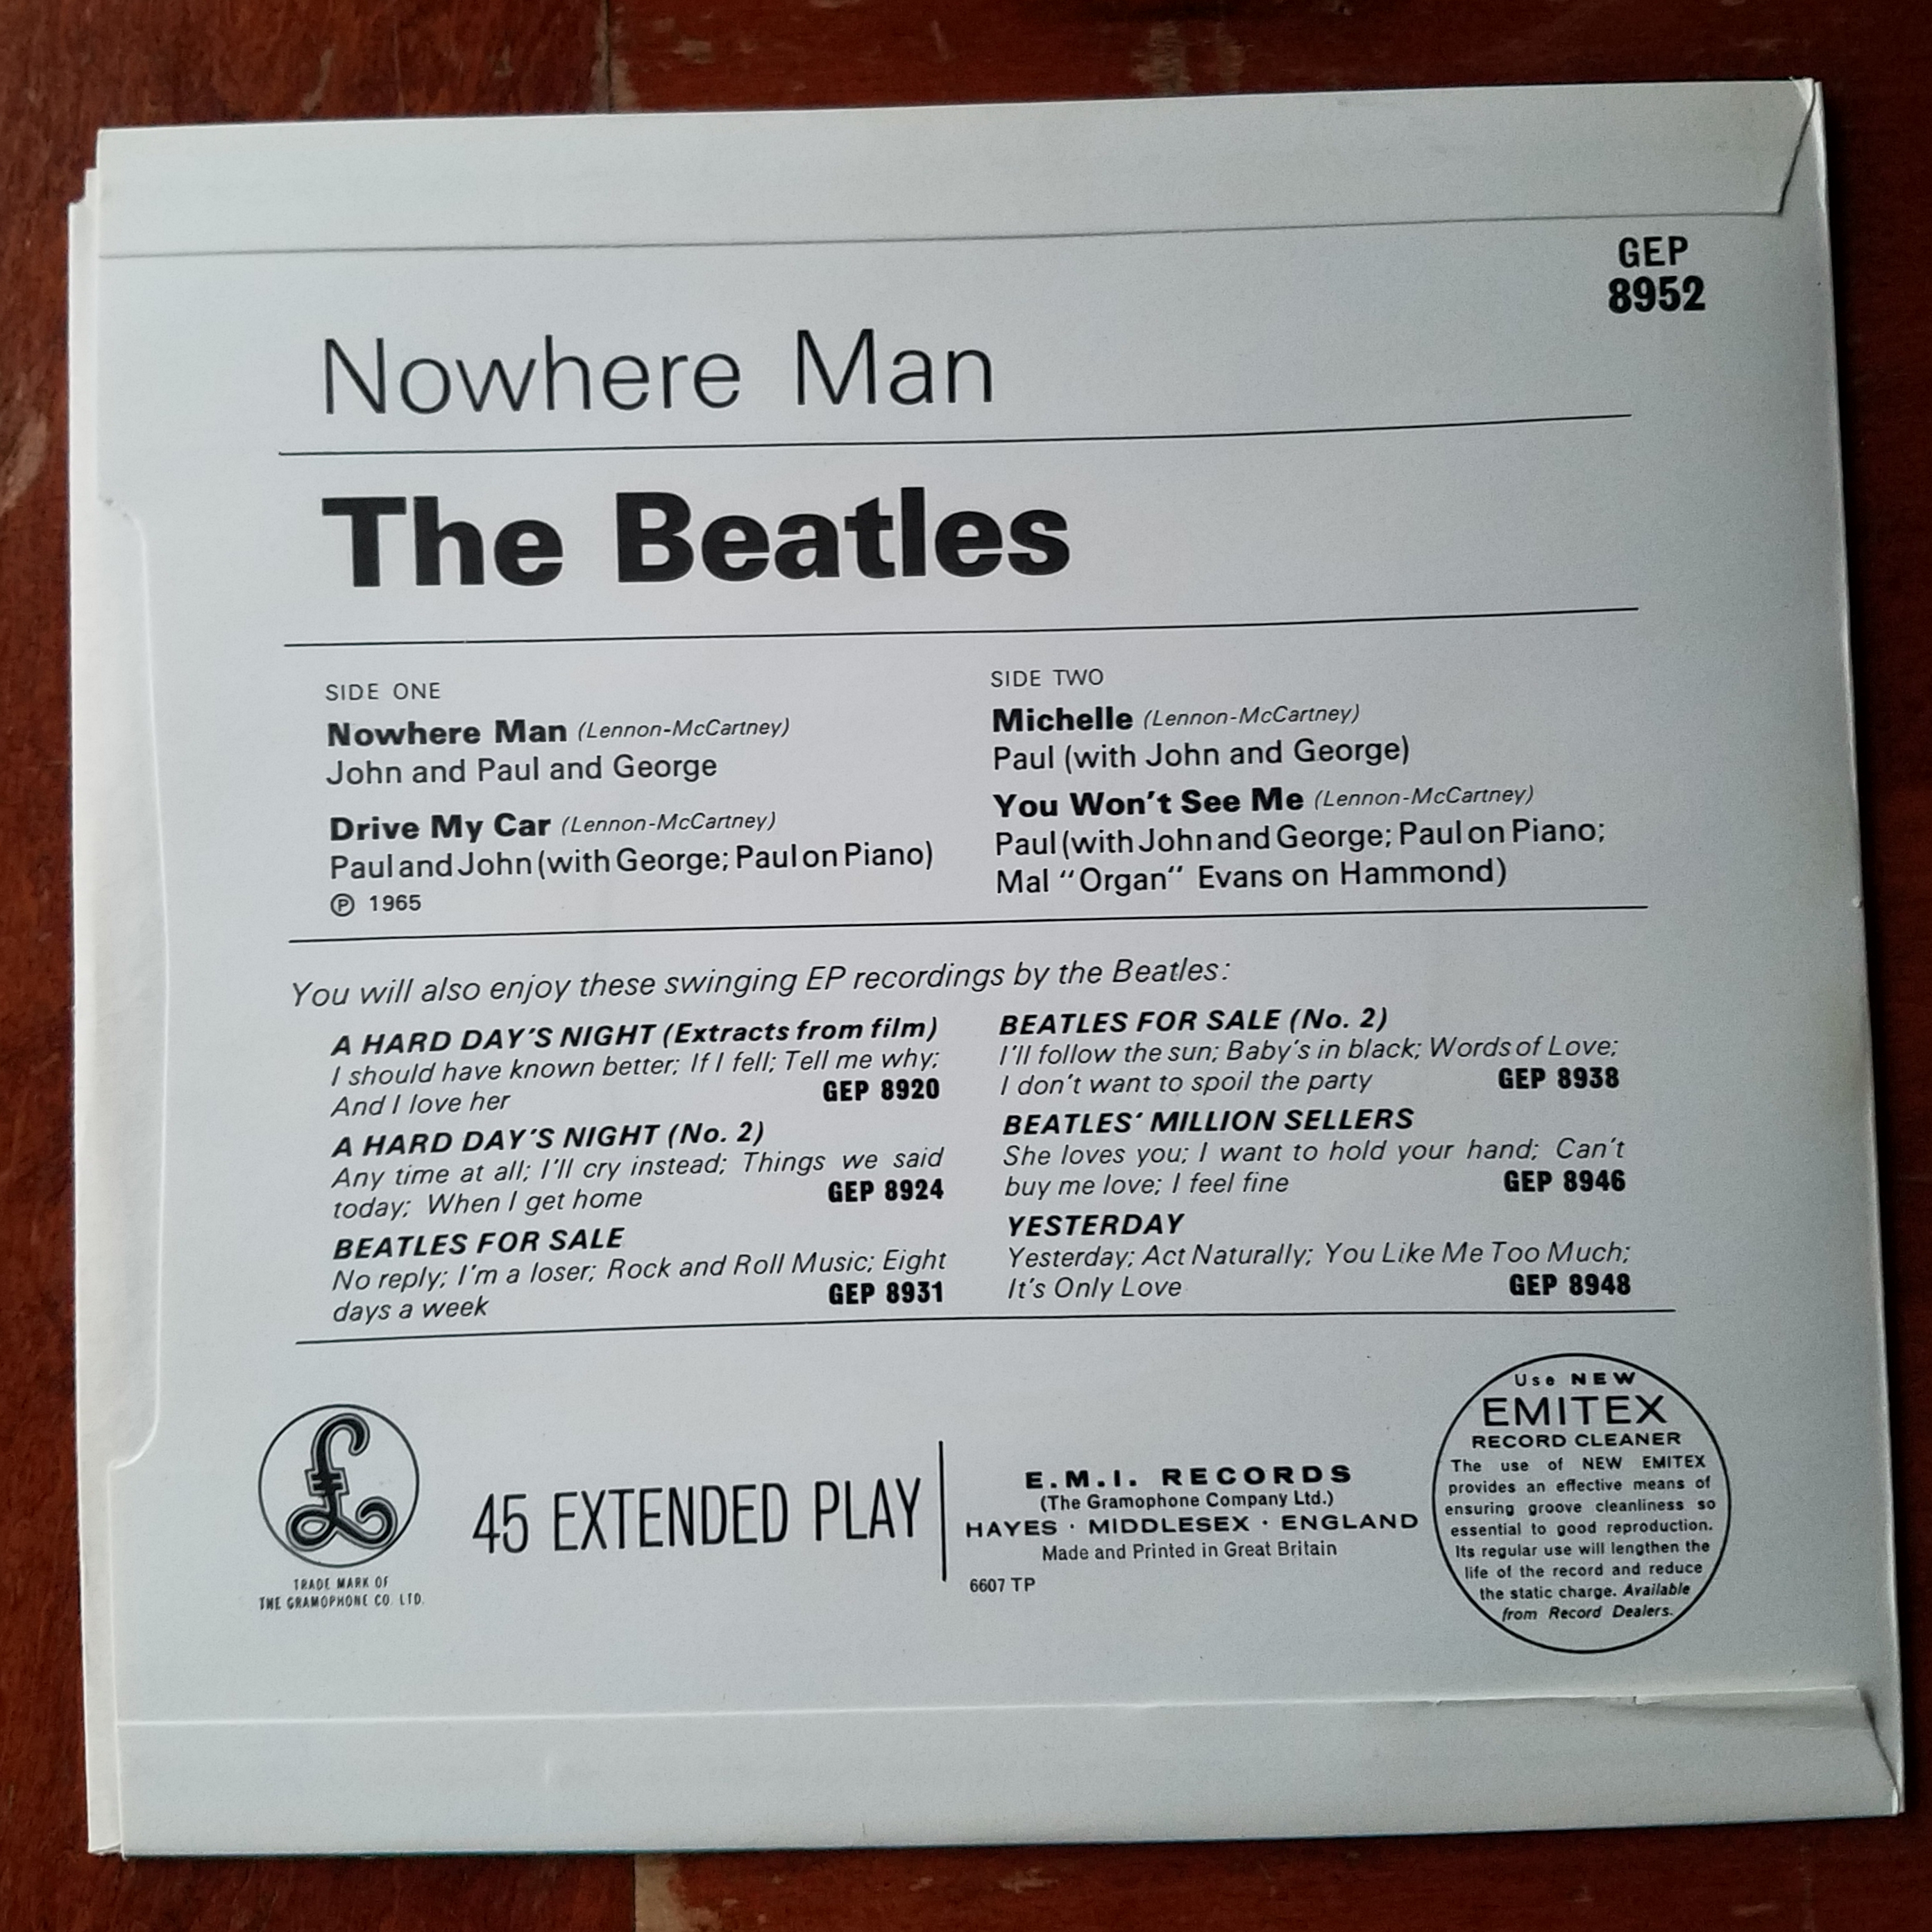 GEP
8952
Nowhere Man
The Beatles
SIDE ONE
Nowhere Man (Lennon-McCartney)
John and Paul and George
Drive My Car (Lennon-McCartney)
Paul and John (with George; Paul on Piano)
℗ 1965
SIDE TWO
Michelle (Lennon-McCartney)
Paul (with John and George)
You Won't See Me (Lennon-McCartney)
Paul (with John and George; Paul on Piano;
Mal "Organ" Evans on Hammond)
You will also enjoy these swinging EP recordings by the Beatles:
A HARD DAY'S NIGHT (Extracts from film)
I should have known better; If I fell; Tell me why;
And I love her GEP 8920
A HARD DAY'S NIGHT (No. 2)
Any time at all; I'll cry instead; Things we said
today; When I get home GEP 8924
BEATLES FOR SALE
No reply; I'm a loser; Rock and Roll Music; Eight
days a week GEP 8931
BEATLES FOR SALE (No. 2)
I'll follow the sun; Baby's in black; Words of Love;
I don't want to spoil the party GEP 8938
BEATLES' MILLION SELLERS
She loves you; I want to hold your hand; Can't
buy me love; I feel fine GEP 8946
YESTERDAY
Yesterday; Act Naturally; You Like Me Too Much;
It's Only Love GEP 8948
£
TRADE MARK OF
THE GRAMOPHONE CO. LTD.
45 EXTENDED PLAY
E.M.I. RECORDS
(The Gramophone Company Ltd.)
HAYES · MIDDLESEX · ENGLAND
Made and Printed in Great Britain
6607 TP
Use NEW
EMITEX
RECORD CLEANER
The use of NEW EMITEX
provides an effective means of
ensuring groove cleanliness so
essential to good reproduction.
Its regular use will lengthen the
life of the record and reduce
the static charge. Available
from Record Dealers.